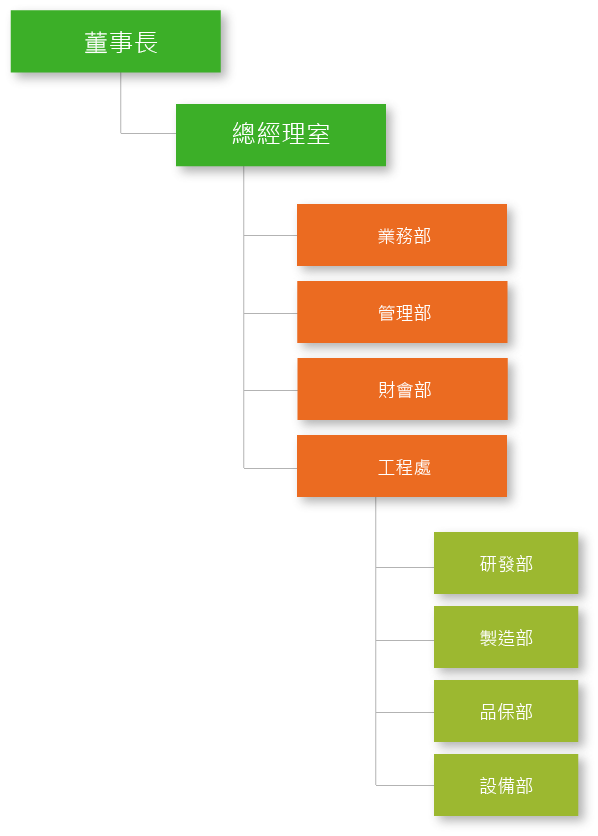 董事長
總經理室
業務部
管理部
財會部
工程處
研發部
製造部
品保部
設備部